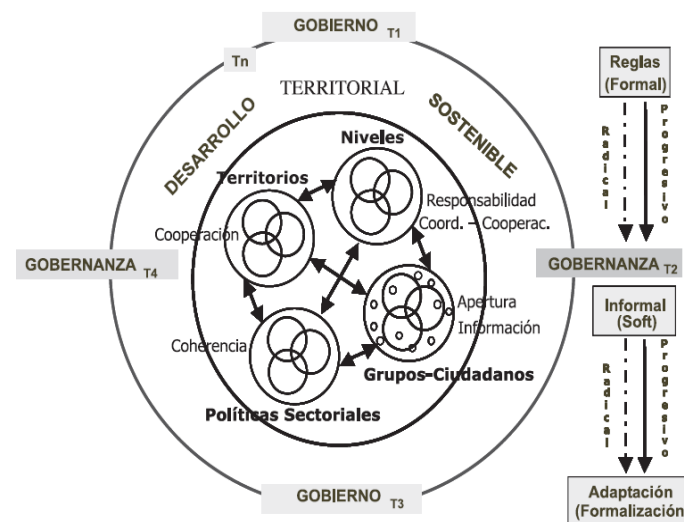 GOBIERNO T1
Tn
TERRITORIAL
DESARROLLO
SOSTENIBLE
Niveles
Territorios
Responsabilidad
Coord. – Cooperac.
Cooperación
GOBERNANZA T4
GOBERNANZA T2
Apertura
Información
Coherencia
Grupos–Ciudadanos
Políticas Sectoriales
GOBIERNO T3
Reglas
(Formal)
Radical
Progresivo
Informal
(Soft)
Radical
Progresivo
Adaptación
(Formalización